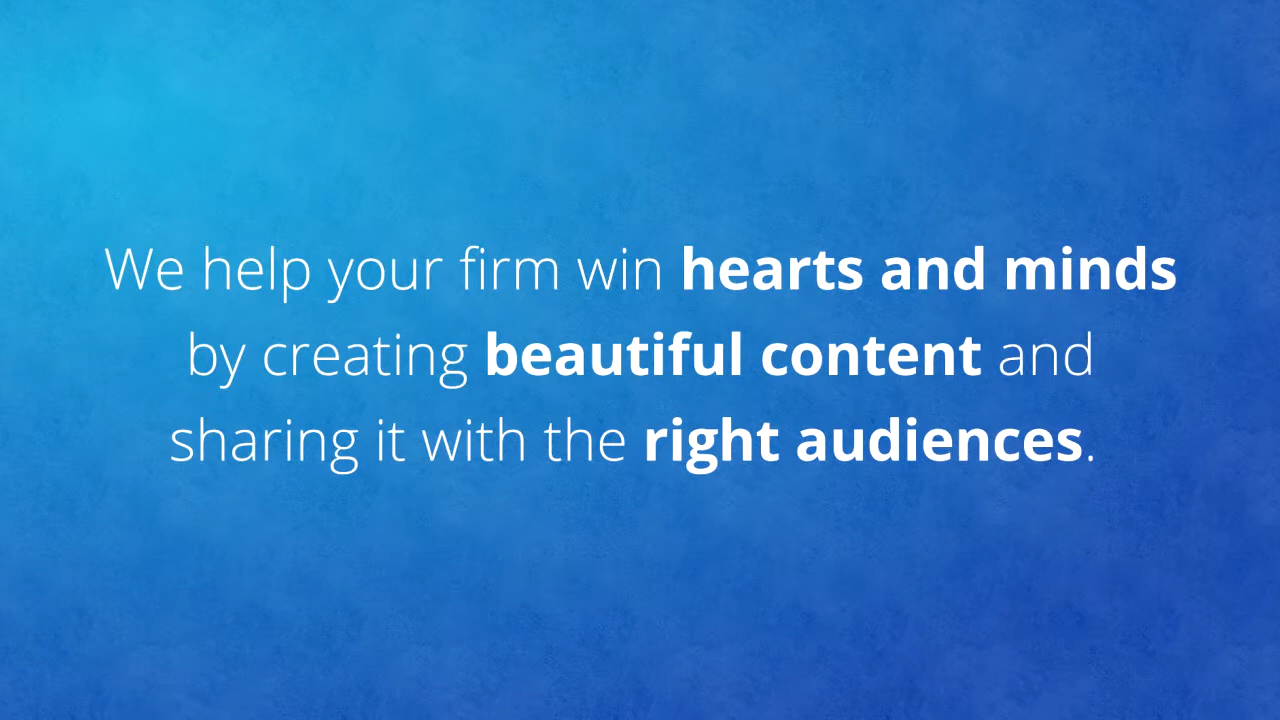 We help your firm win hearts and minds
by creating beautiful content and
sharing it with the right audiences.